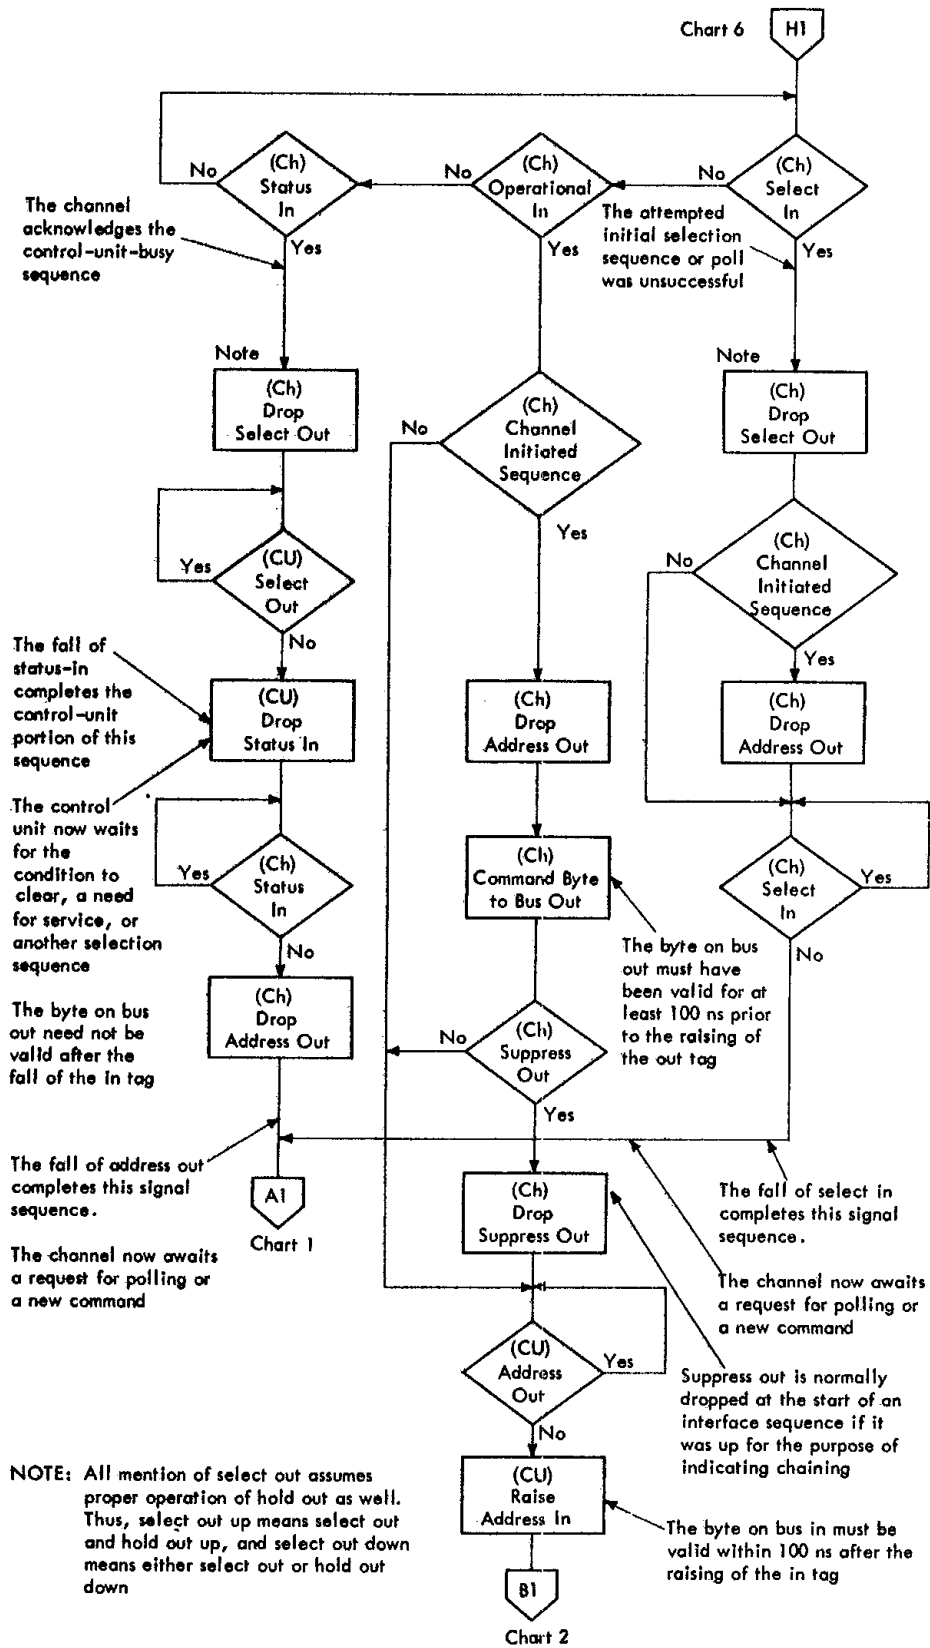 Chart 6
H1
(Ch)
Status
In
No
Yes
(Ch)
Operational
In
No
Yes
(Ch)
Select
In
No
Yes
The channel
acknowledges the
control-unit-busy
sequence
The attempted
initial selection
sequence or poll
was unsuccessful
Note
(Ch)
Drop
Select Out
(Ch)
Channel
Initiated
Sequence
No
Yes
Note
(Ch)
Drop
Select Out
(CU)
Select
Out
Yes
No
(Ch)
Channel
Initiated
Sequence
No
Yes
The fall of
status-in
completes the
control-unit
portion of this
sequence
(CU)
Drop
Status In
(Ch)
Drop
Address Out
(Ch)
Drop
Address Out
The control
unit now waits
for the
condition to
clear, a need
for service, or
another selection
sequence
(Ch)
Status
In
Yes
No
(Ch)
Command Byte
to Bus Out
(Ch)
Select
In
Yes
No
The byte on bus
out must have
been valid for at
least 100 ns prior
to the raising of
the out tag
The byte on bus
out need not be
valid after the
fall of the in tag
(Ch)
Drop
Address Out
(Ch)
Suppress
Out
No
Yes
The fall of address out
completes this signal
sequence.
A1
Chart 1
(Ch)
Drop
Suppress Out
The fall of select in
completes this signal
sequence.
The channel now awaits
a request for polling or
a new command
The channel now awaits
a request for polling or
a new command
(CU)
Address
Out
Yes
No
Suppress out is normally
dropped at the start of an
interface sequence if it
was up for the purpose of
indicating chaining
NOTE: All mention of select out assumes
proper operation of hold out as well.
Thus, select out up means select out
and hold out up, and select out down
means either select out or hold out
down
(CU)
Raise
Address In
The byte on bus in must be
valid within 100 ns after the
raising of the in tag
B1
Chart 2